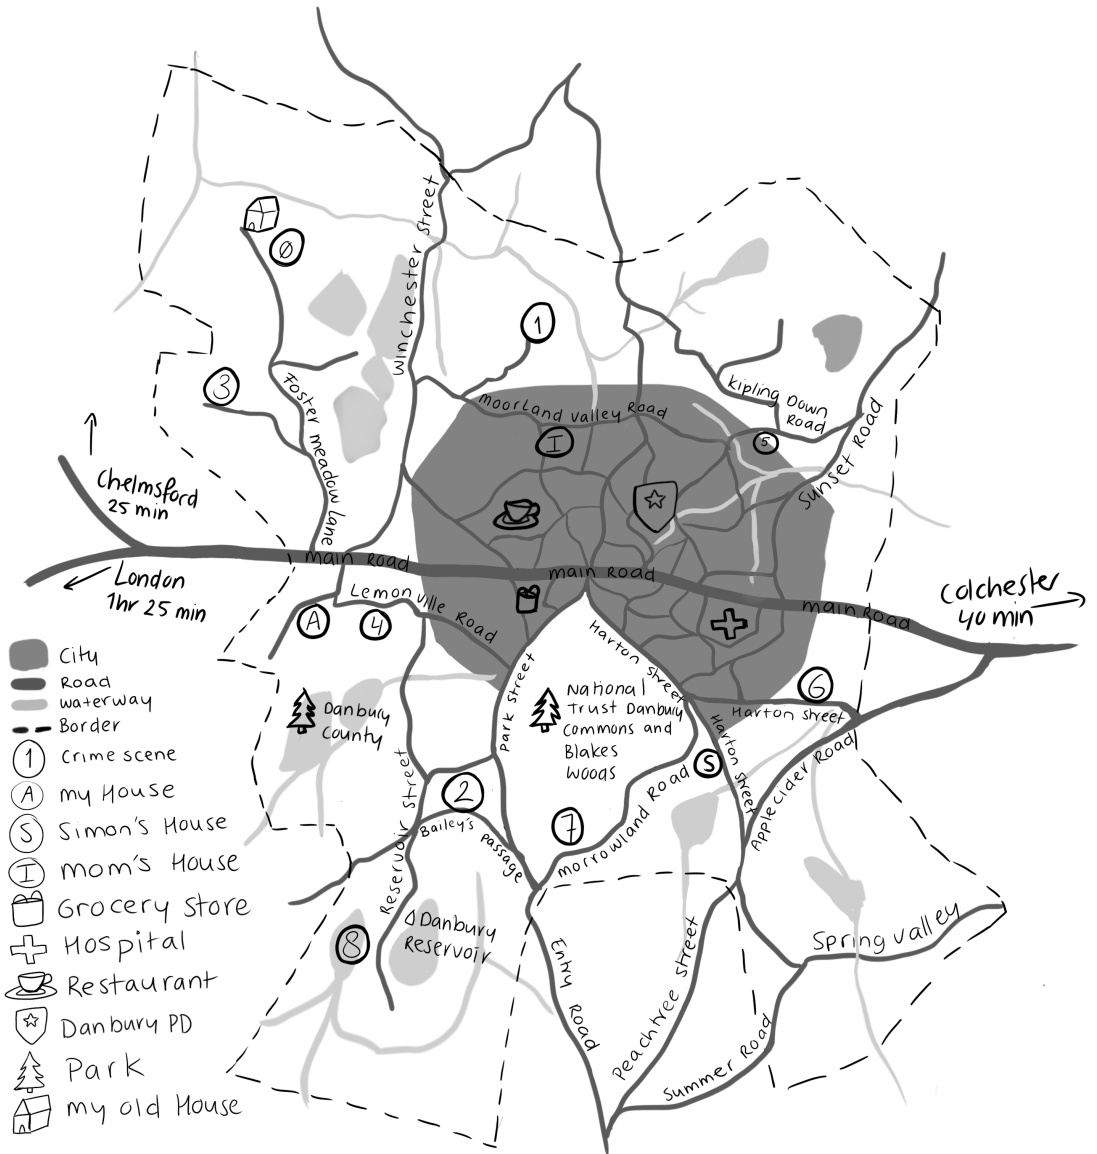 Winchester Street
Ø
1
3
Foster meadow lane
moorland valley Road
Kipling Down
Road
I
5
Sunset Road
Chelmsford
25 min
London
1hr 25 min
main Road
main Road
main Road
Colchester
40 min
Lemon ville Road
A
4
Harton Street
Park Street
National
Trust Danbury
Commons and
Blakes
Woods
6
Harton Street
Harton Street
Danbury
County
S
Applecider Road
Reservoir Street
2
Bailey's passage
7
morrowland Road
8
Danbury
Reservoir
Entry Road
Peachtree Street
Spring valley
Summer Road
City
Road
waterway
Border
1 Crime scene
A my House
S Simon's House
I mom's House
Grocery store
Hospital
Restaurant
Danbury PD
Park
my old House